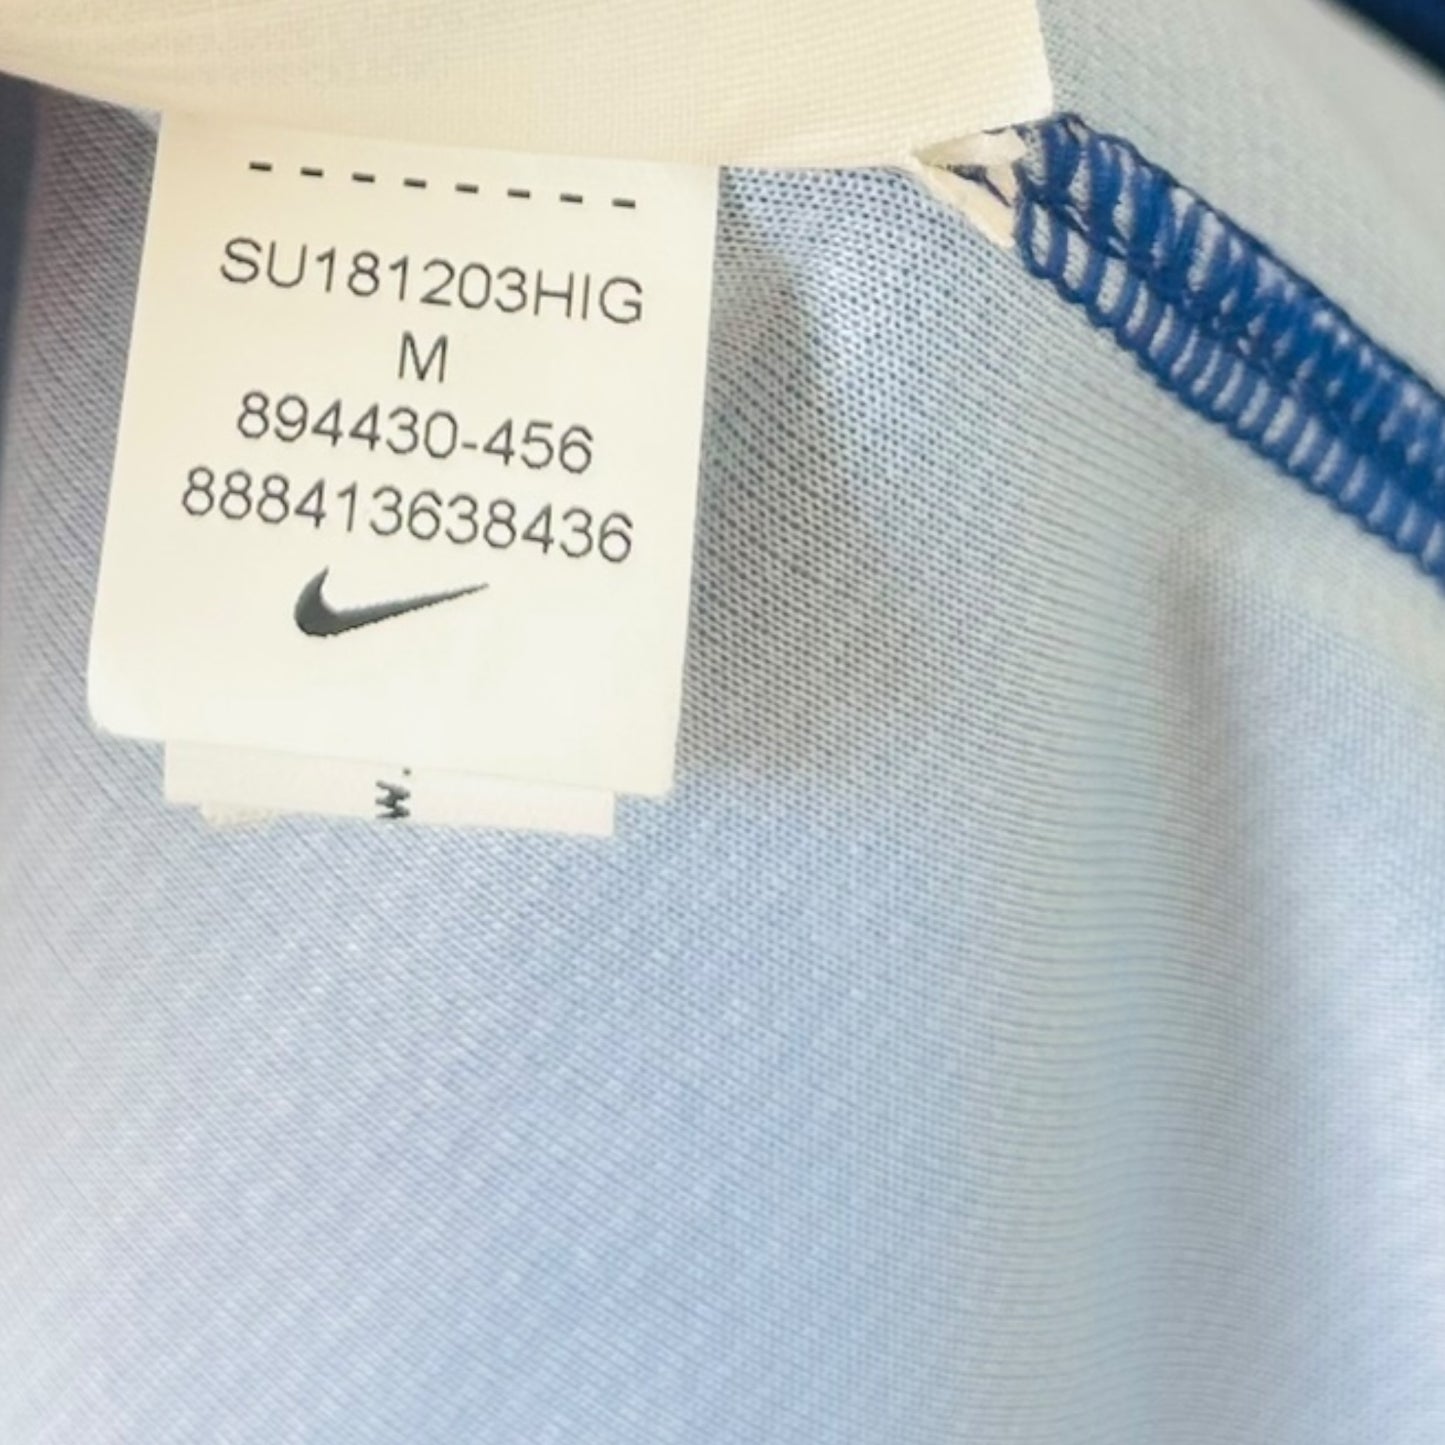 --------
SU181203HIG
M
894430-456
888413638436
M.